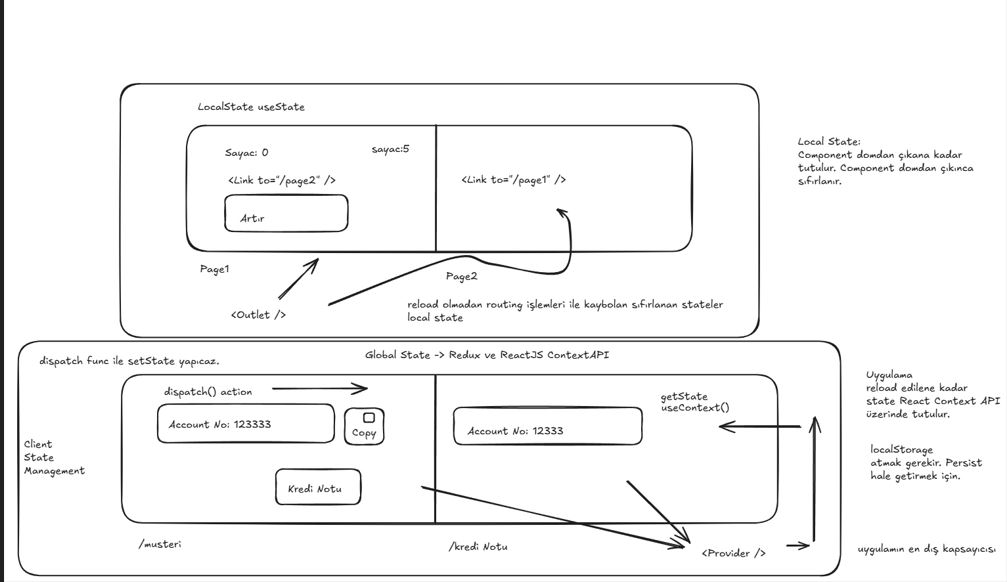 LocalState useState
Sayac: 0
sayac:5
<Link to="/page2" />
<Link to="/page1" />
Artır
Page1
Page2
<Outlet />
reload olmadan routing işlemleri ile kaybolan sıfırlanan stateler
local state
Local State:
Component domdan çıkana kadar
tutulur. Component domdan çıkınca
sıfırlanır.
dispatch func ile setState yapıcaz.
Global State -> Redux ve ReactJS ContextAPI
dispatch() action
Account No: 123333
Copy
Kredi Notu
getState
useContext()
Account No: 12333
Client
State
Management
/musteri
/kredi Notu
<Provider />
Uygulama
reload edilene kadar
state React Context API
üzerinde tutulur.
localStorage
atmak gerekir. Persist
hale getirmek için.
uygulamın en dış kapsayıcısı